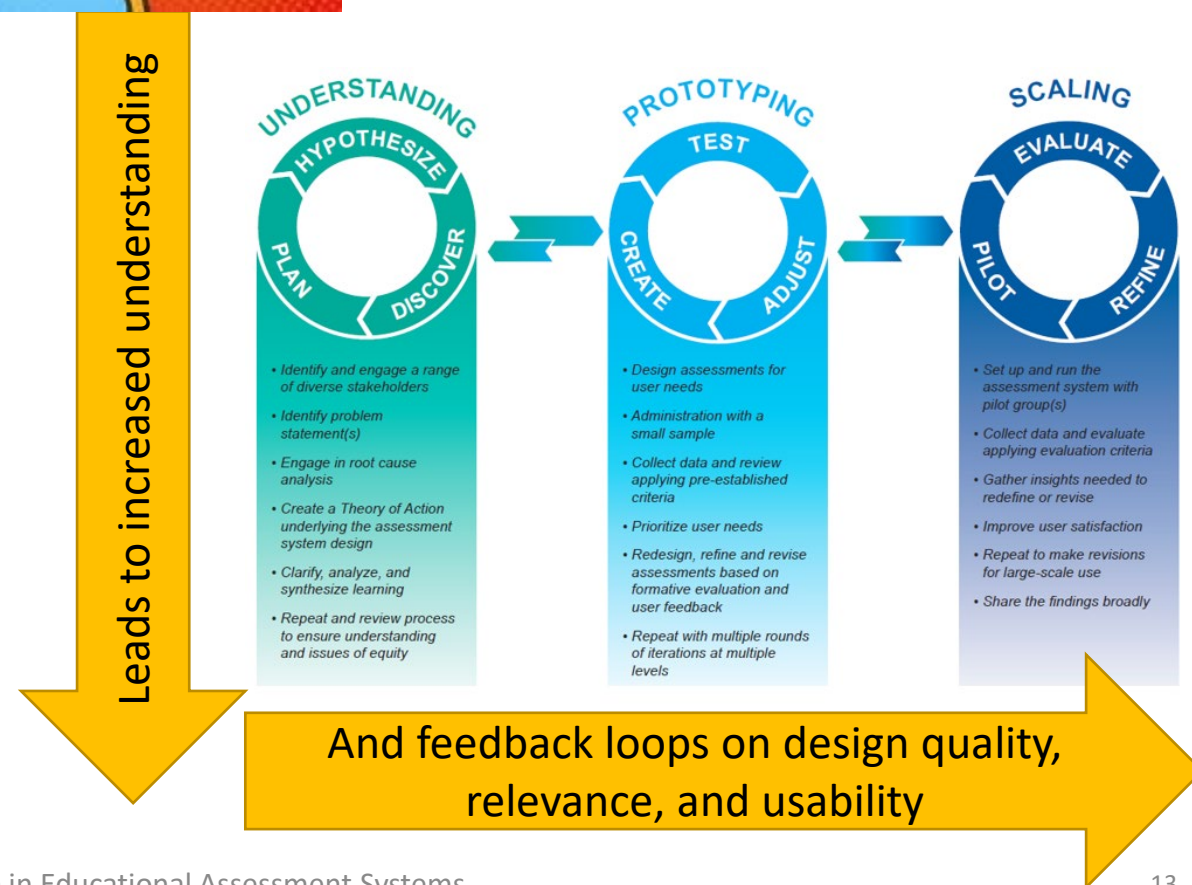 Leads to increased understanding
UNDERSTANDING
HYPOTHESIZE
PLAN
DISCOVER
• Identify and engage a range
of diverse stakeholders
• Identify problem
statement(s)
• Engage in root cause
analysis
• Create a Theory of Action
underlying the assessment
system design
• Clarify, analyze, and
synthesize learning
• Repeat and review process
to ensure understanding
and issues of equity
PROTOTYPING
TEST
CREATE
ADJUST
• Design assessments for
user needs
• Administration with a
small sample
• Collect data and review
applying pre-established
criteria
• Prioritize user needs
• Redesign, refine and revise
assessments based on
formative evaluation and
user feedback
• Repeat with multiple rounds
of iterations at multiple
levels
SCALING
EVALUATE
PILOT
REFINE
• Set up and run the
assessment system with
pilot group(s)
• Collect data and evaluate
applying evaluation criteria
• Gather insights needed to
redefine or revise
• Improve user satisfaction
• Repeat to make revisions
for large-scale use
• Share the findings broadly
And feedback loops on design quality,
relevance, and usability
in Educational Assessment Systems
13